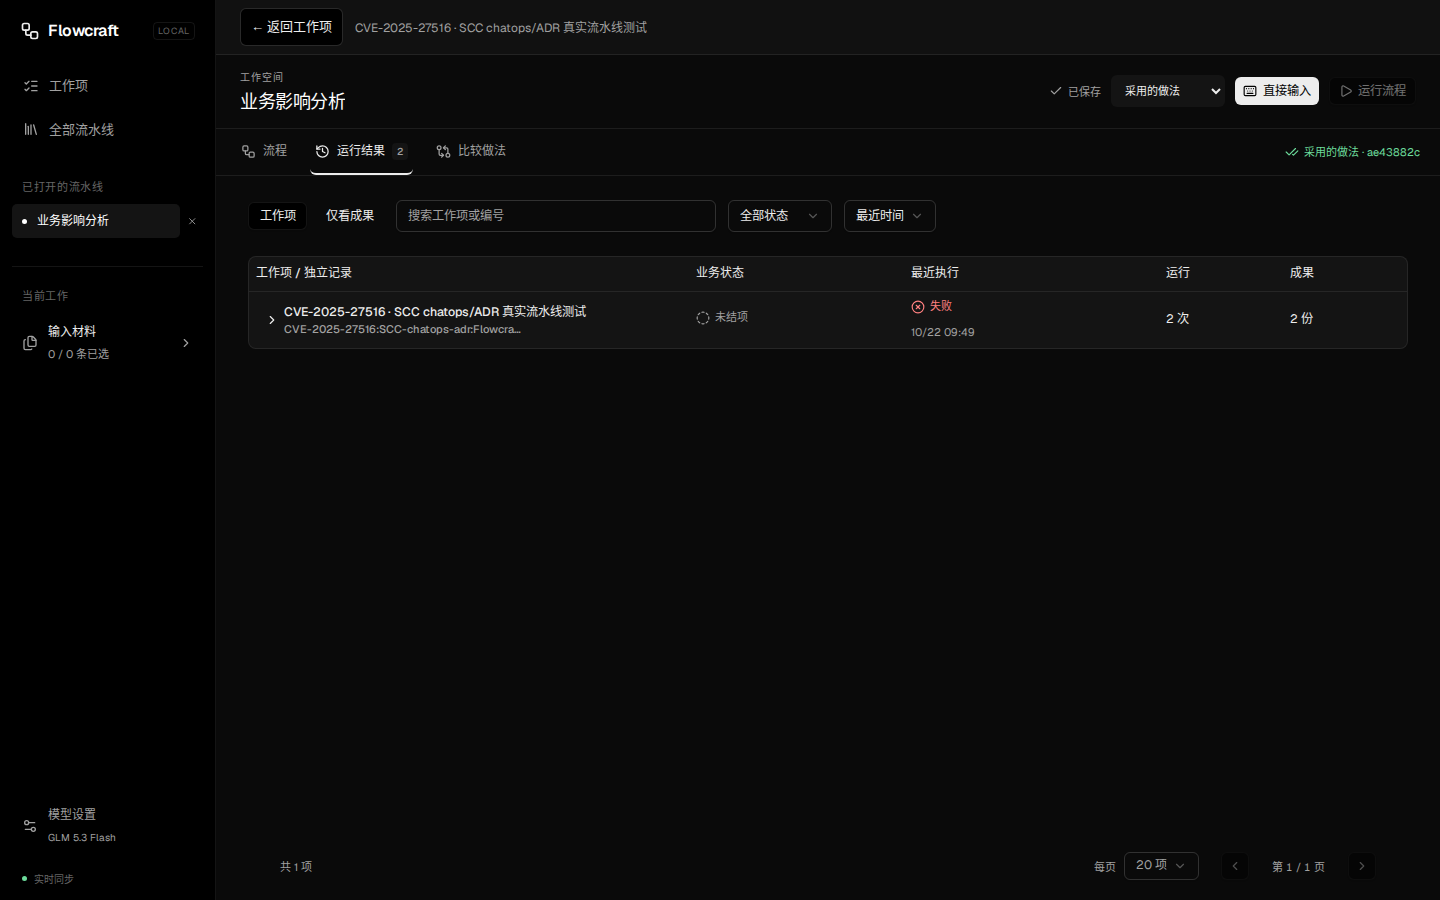 Flowcraft
LOCAL
工作项
全部流水线
已打开的流水线
业务影响分析
当前工作
输入材料
0 / 0 条已选
模型设置
GLM 5.3 Flash
实时同步
← 返回工作项
CVE-2025-27516 · SCC chatops/ADR 真实流水线测试
工作空间
业务影响分析
已保存
采用的做法
直接输入
运行流程
流程
运行结果 2
比较做法
采用的做法 · ae43882c
工作项
仅看成果
搜索工作项或编号
全部状态
最近时间
工作项 / 独立记录
业务状态
最近执行
运行
成果
CVE-2025-27516 · SCC chatops/ADR 真实流水线测试
CVE-2025-27516:SCC-chatops-adr:Flowcra...
未结项
失败
10/22 09:49
2 次
2 份
共 1 项
每页
20 项
第 1 / 1 页